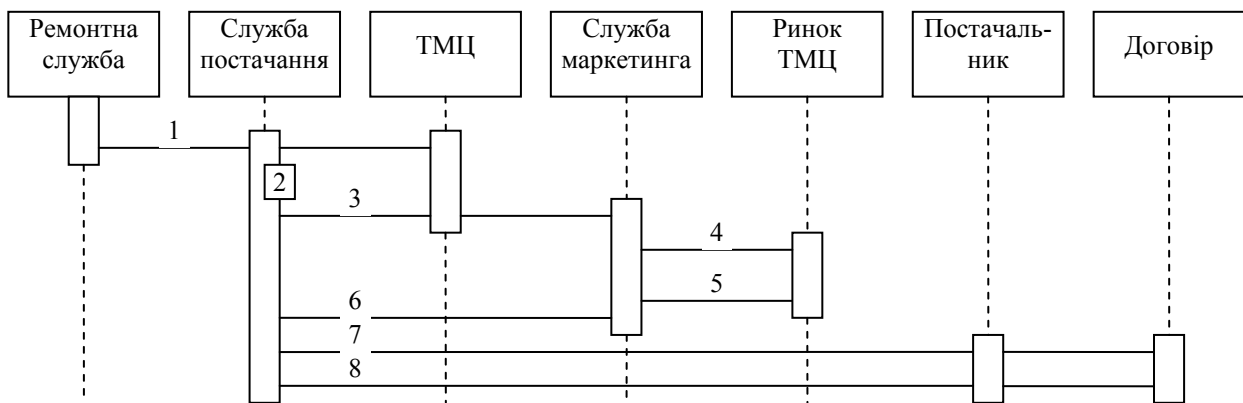 Ремонтна
служба
Служба
постачання
ТМЦ
Служба
маркетинга
Ринок
ТМЦ
Постачаль-
ник
Договір
1
2
3
4
5
6
7
8